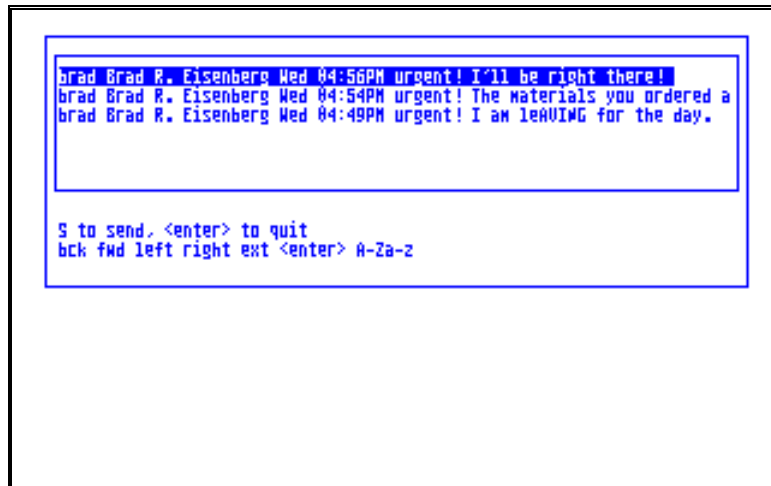 brad Brad R. Eisenberg Wed 04:56PM urgent! I'll be right there!
brad Brad R. Eisenberg Wed 04:54PM urgent! The materials you ordered a
brad Brad R. Eisenberg Wed 04:49PM urgent! I am leAVING for the day.
S to send, <enter> to quit
bck fwd left right ext <enter> A-Za-z